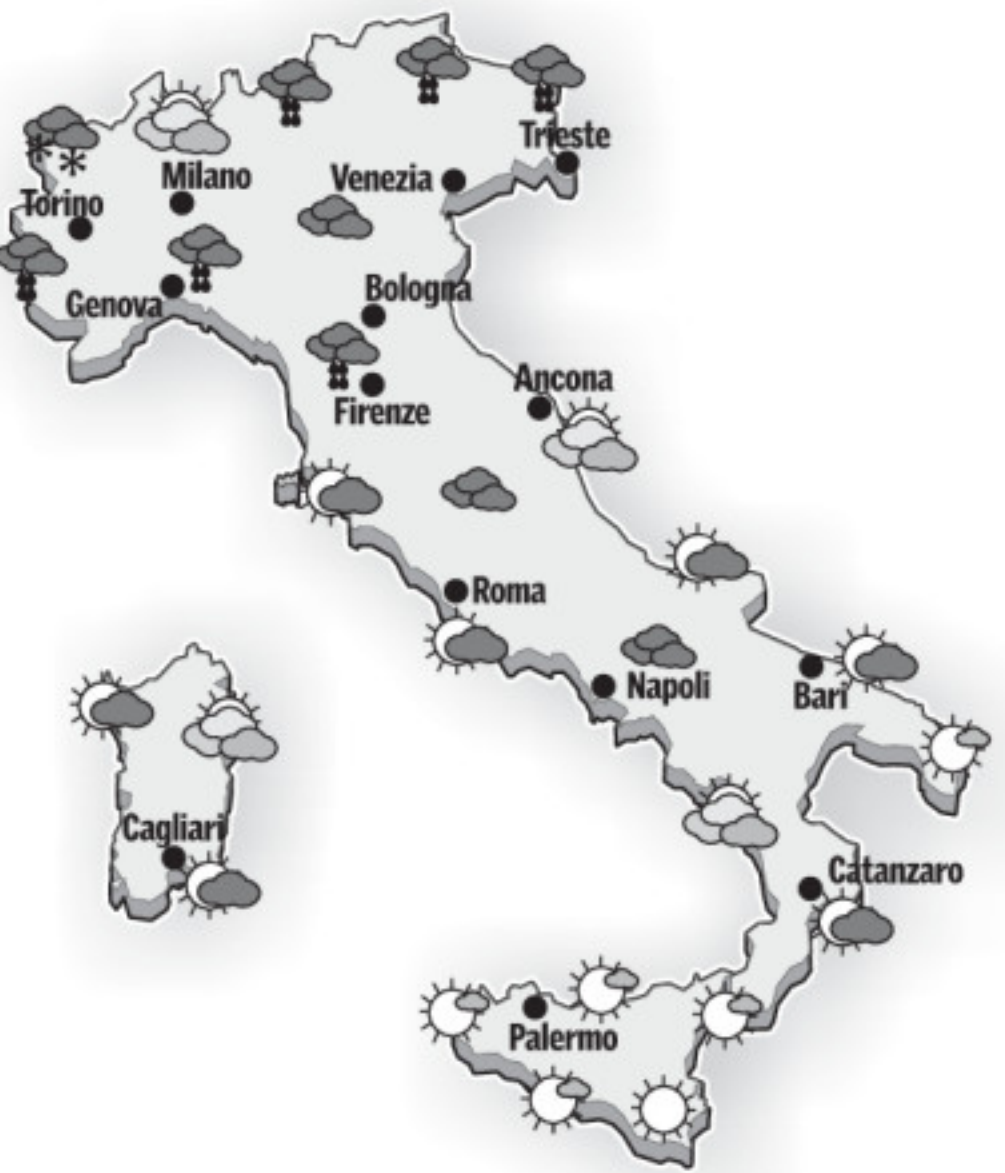 Trieste
Milano
Venezia
Torino
Bologna
Genova
Ancona
Firenze
Roma
Napoli
Bari
Cagliari
Catanzaro
Palermo